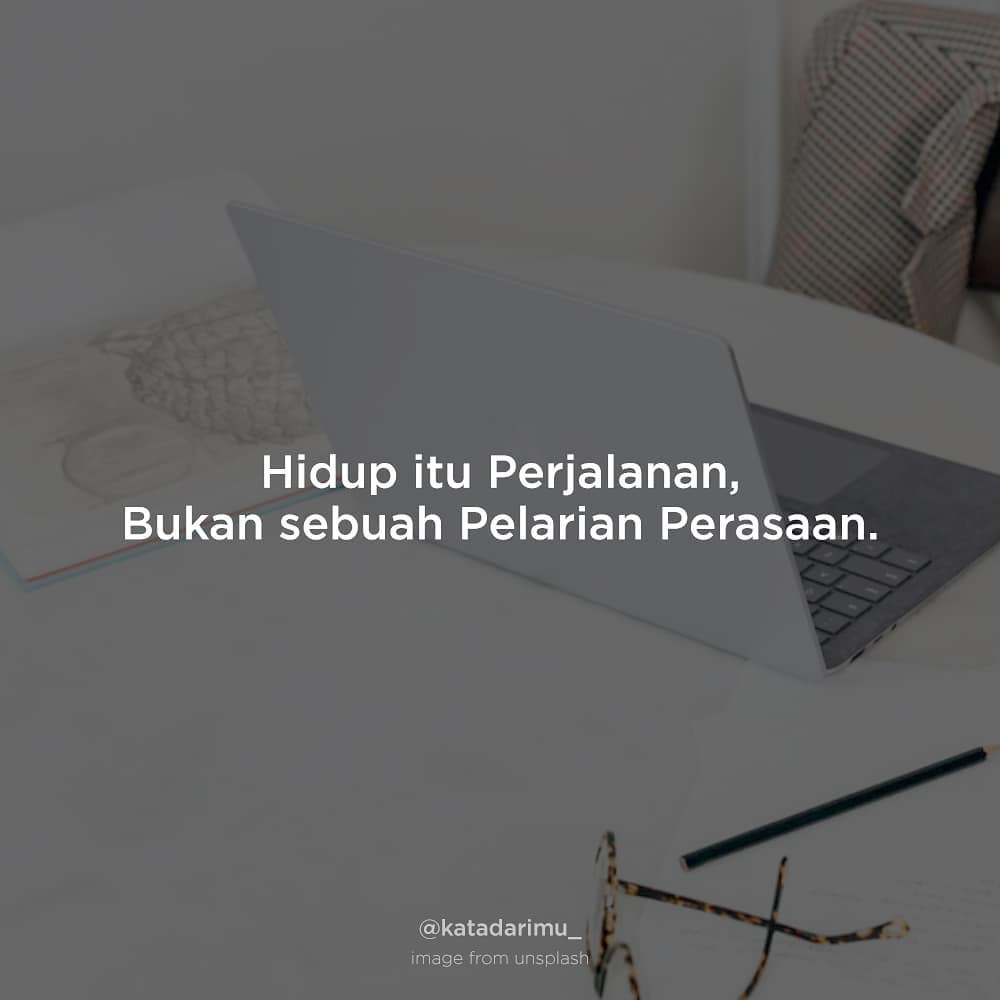 Hidup itu Perjalanan,
Bukan sebuah Pelarian Perasaan.
@katadarimu_
image from unsplash